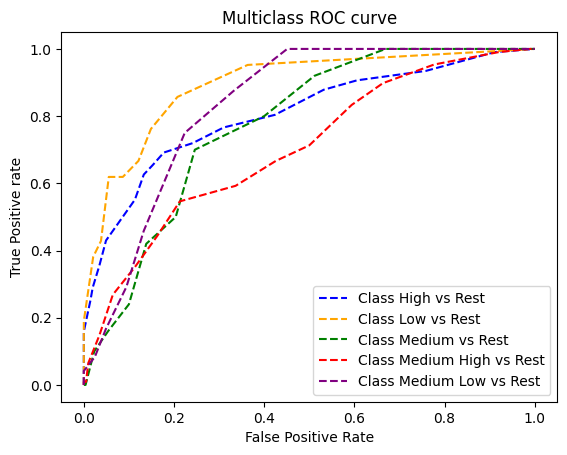 Multiclass ROC curve
True Positive rate
1.0
0.8
0.6
0.4
0.2
0.0
Class High vs Rest
Class Low vs Rest
Class Medium vs Rest
Class Medium High vs Rest
Class Medium Low vs Rest
0.0 0.2 0.4 0.6 0.8 1.0
False Positive Rate